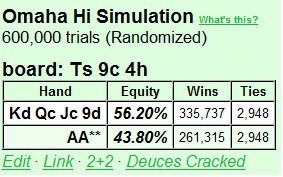 Omaha Hi Simulation What's this?
600,000 trials (Randomized)
board: Ts 9c 4h
Hand Equity Wins Ties
Kd Qc Jc 9d 56.20% 335,737 2,948
AA** 43.80% 261,315 2,948
Edit · Link · 2+2 · Deuces Cracked